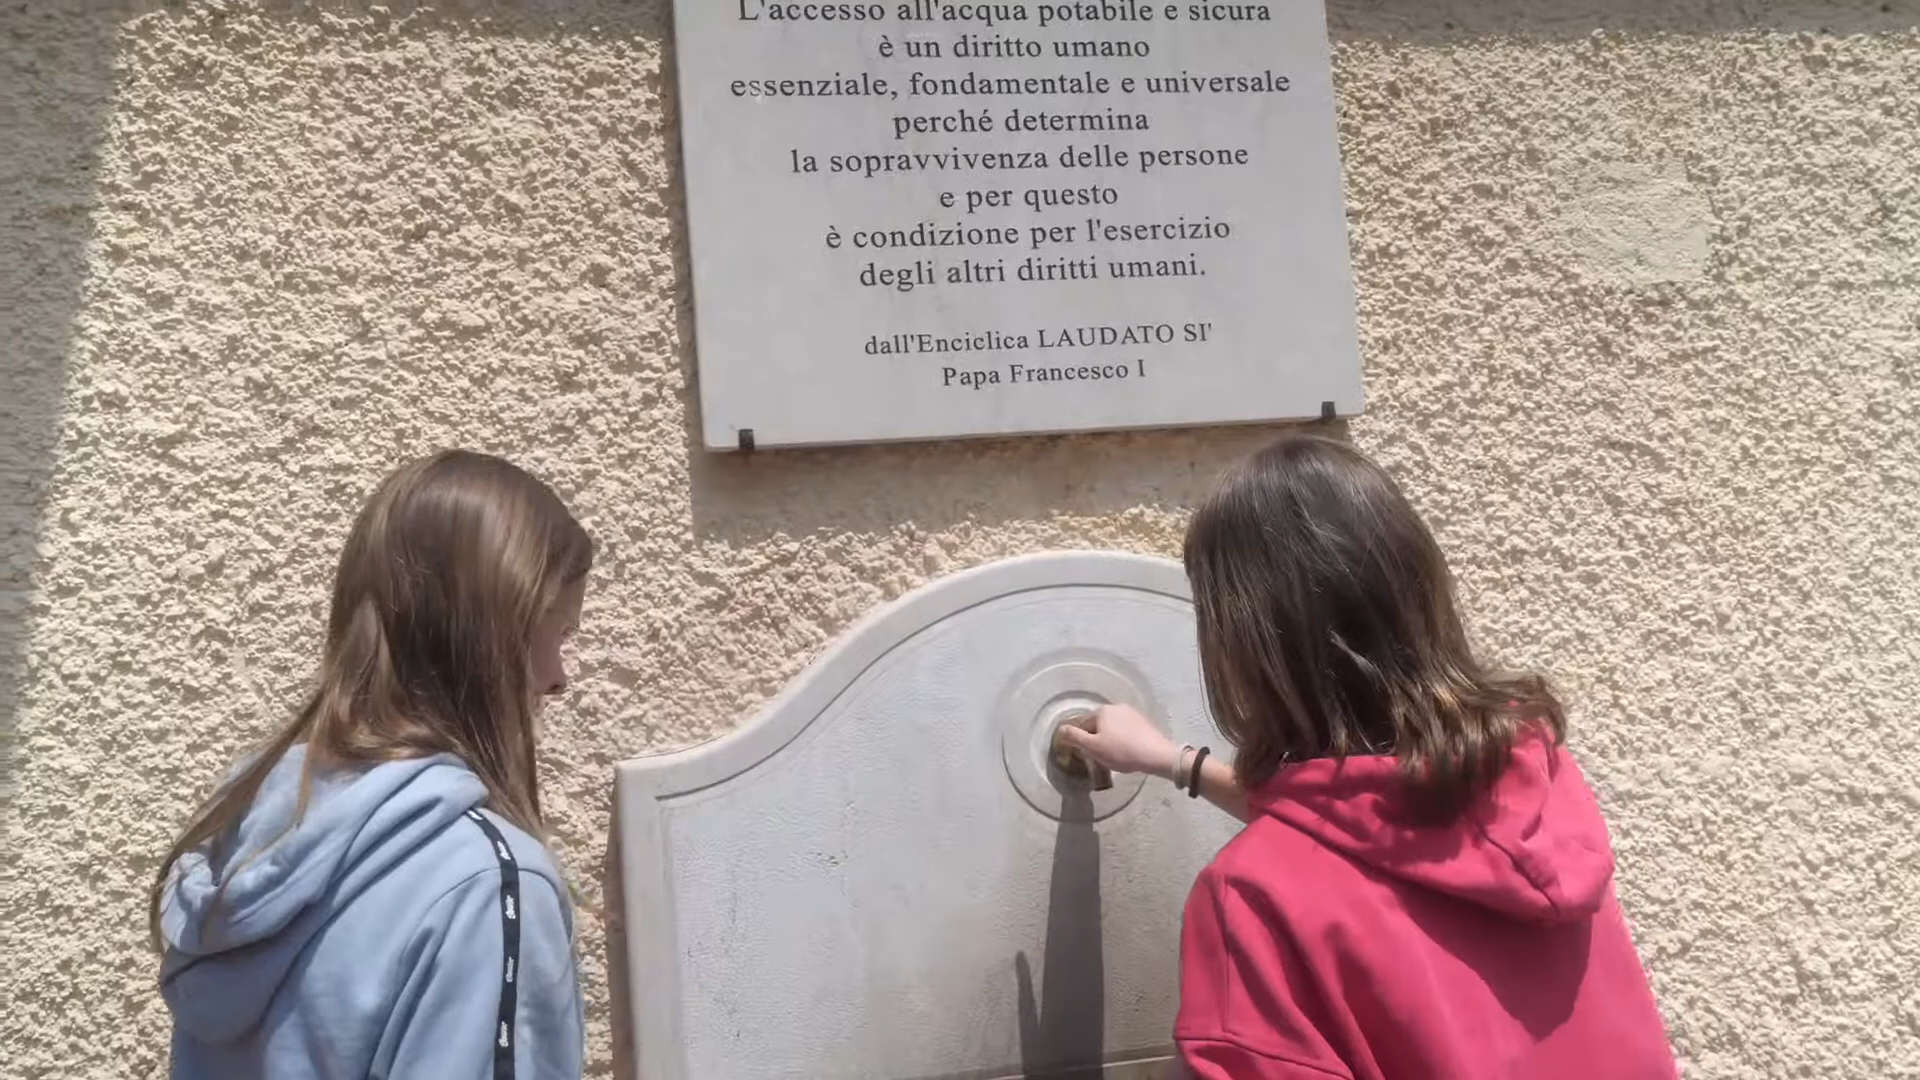 L'accesso all'acqua potabile e sicura
è un diritto umano
essenziale, fondamentale e universale
perché determina
la sopravvivenza delle persone
e per questo
è condizione per l'esercizio
degli altri diritti umani.
dall'Enciclica LAUDATO SI'
Papa Francesco I